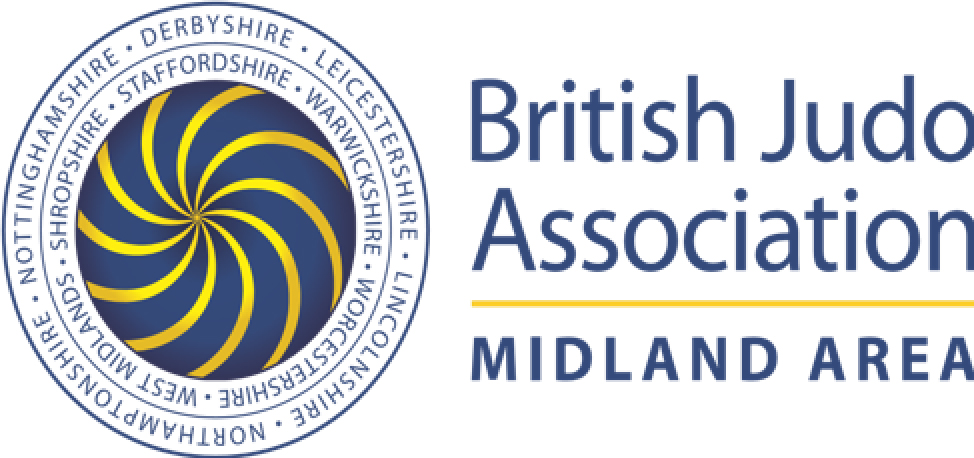 NOTTINGHAMSHIRE • DERBYSHIRE • LEICESTERSHIRE • LINCOLNSHIRE • NORTHAMPTONSHIRE •
SHROPSHIRE • STAFFORDSHIRE • WARWICKSHIRE • WORCESTERSHIRE • WEST MIDLANDS •
British Judo
Association
MIDLAND AREA